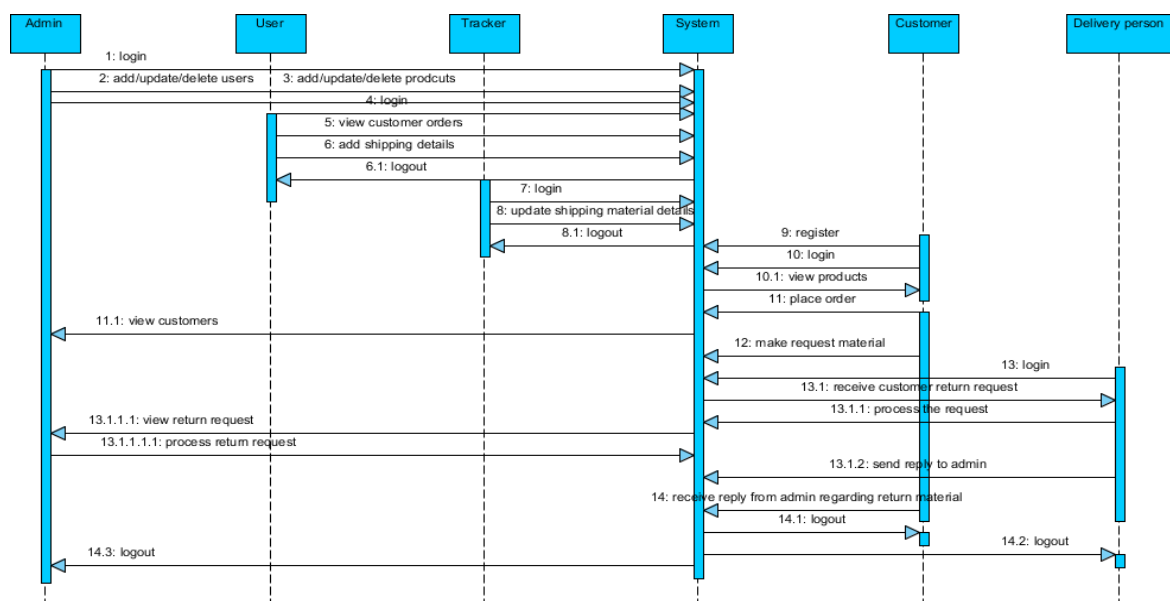 Admin
User
Tracker
System
Customer
Delivery person
1: login
2: add/update/delete users
3: add/update/delete prodcuts
4: login
5: view customer orders
6: add shipping details
6.1: logout
7: login
8: update shipping material details
8.1: logout
9: register
10: login
10.1: view products
11: place order
11.1: view customers
12: make request material
13: login
13.1: receive customer return request
13.1.1: process the request
13.1.1.1: view return request
13.1.1.1.1: process return request
13.1.2: send reply to admin
14: receive reply from admin regarding return material
14.1: logout
14.2: logout
14.3: logout